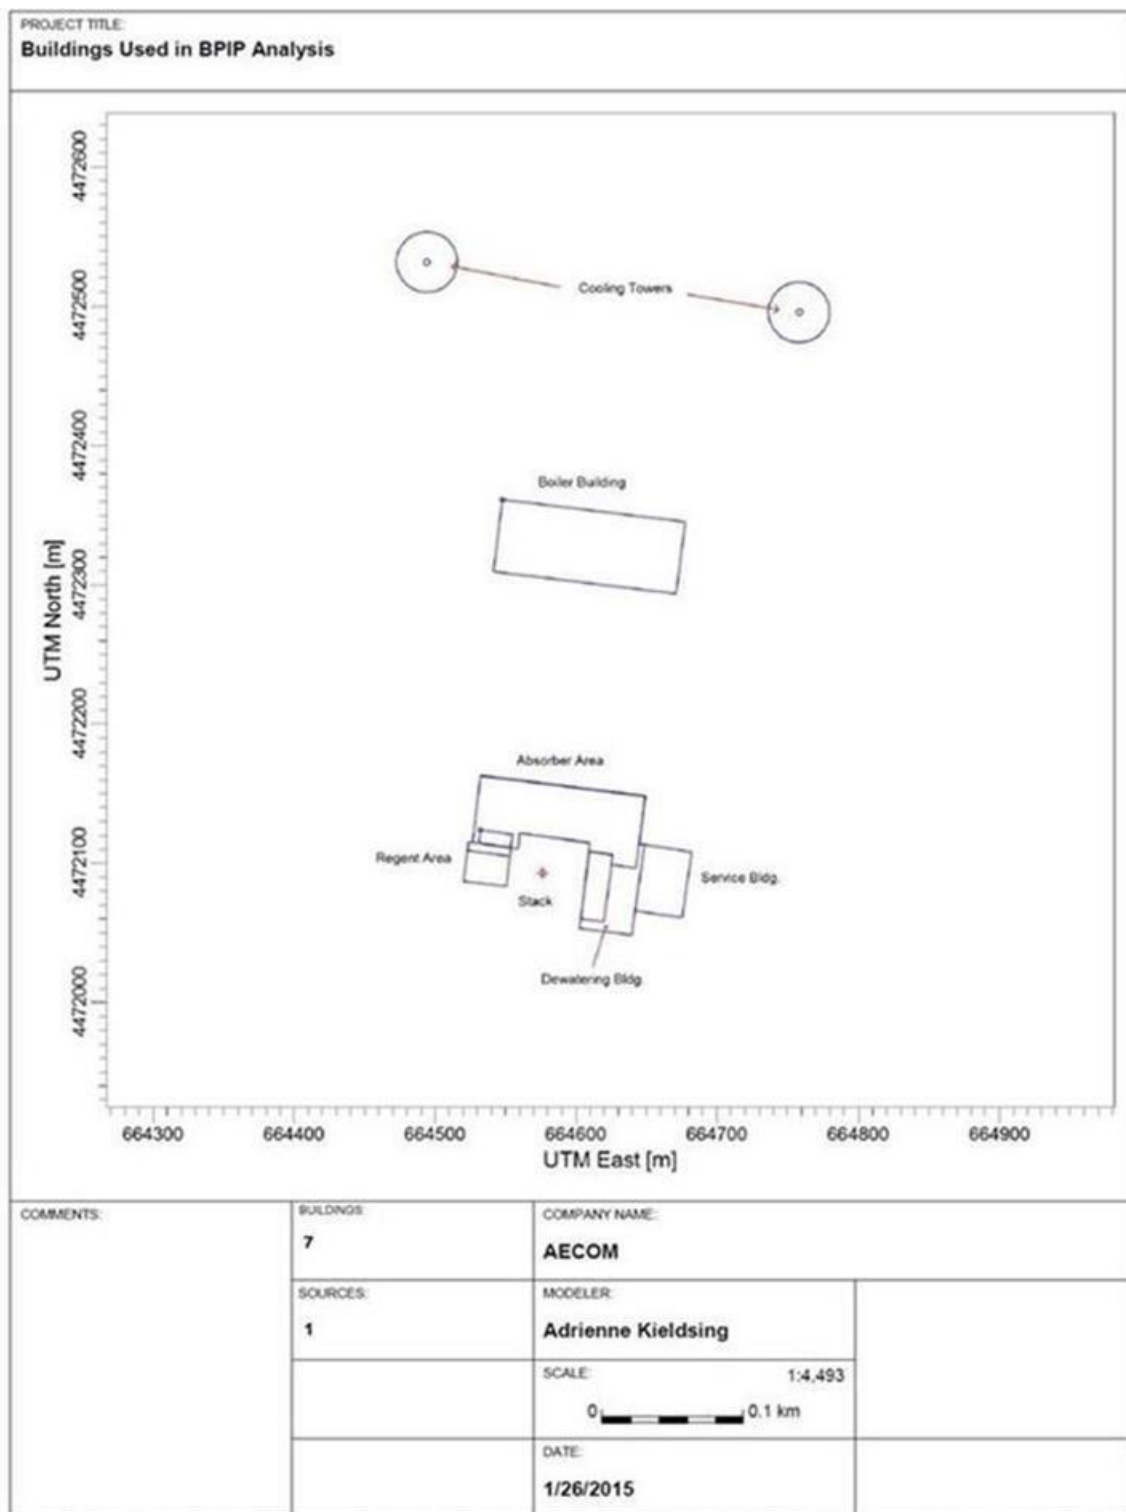 PROJECT TITLE:
Buildings Used in BPIP Analysis
4472600
4472500
4472400
4472300
4472200
4472100
4472000
UTM North [m]
Cooling Towers
Boiler Building
Absorber Area
Regent Area
Stack
Service Bldg.
Dewatering Bldg
664300 664400 664500 664600 664700 664800 664900
UTM East [m]
COMMENTS:
BUILDINGS:
7
COMPANY NAME:
AECOM
SOURCES:
1
MODELER:
Adrienne Kieldsing
SCALE: 1:4,493
0 0.1 km
DATE:
1/26/2015